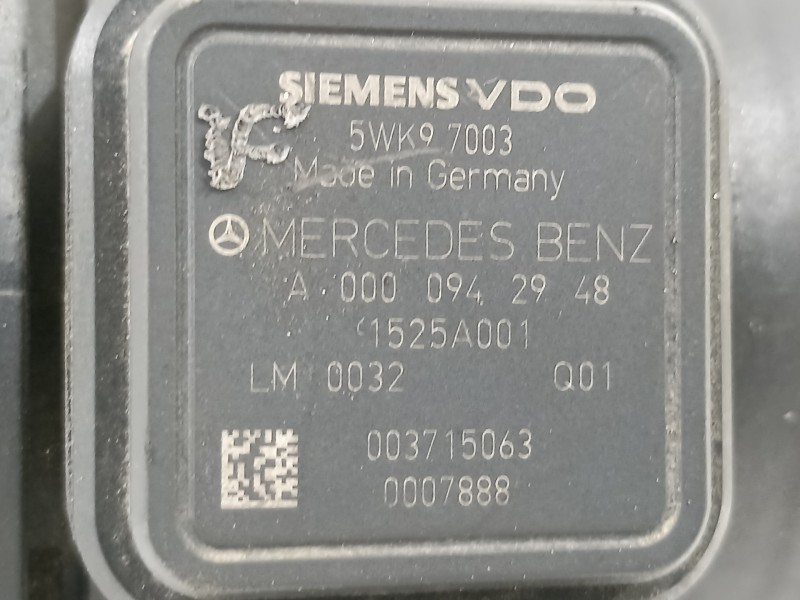 SIEMENS VDO
5WK9 7003
Made in Germany
MERCEDES BENZ
A 000 094 29 48
1525A001
LM 0032 Q01
003715063
0007888